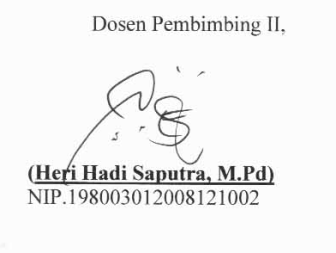 Dosen Pembimbing II,
(Heri Hadi Saputra, M.Pd)
NIP.198003012008121002